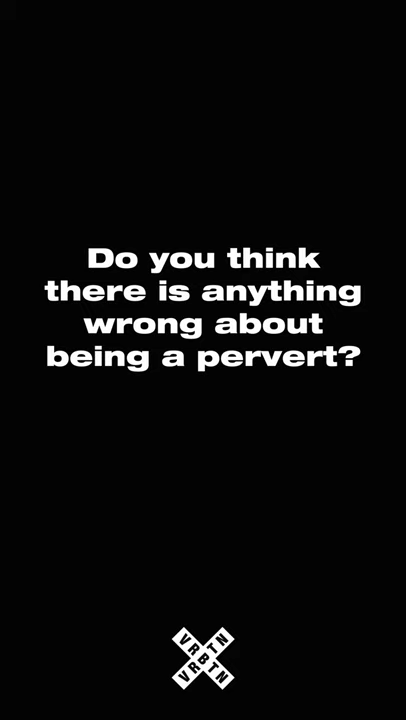 Do you think
there is anything
wrong about
being a pervert?
VRBTN
VRBTN